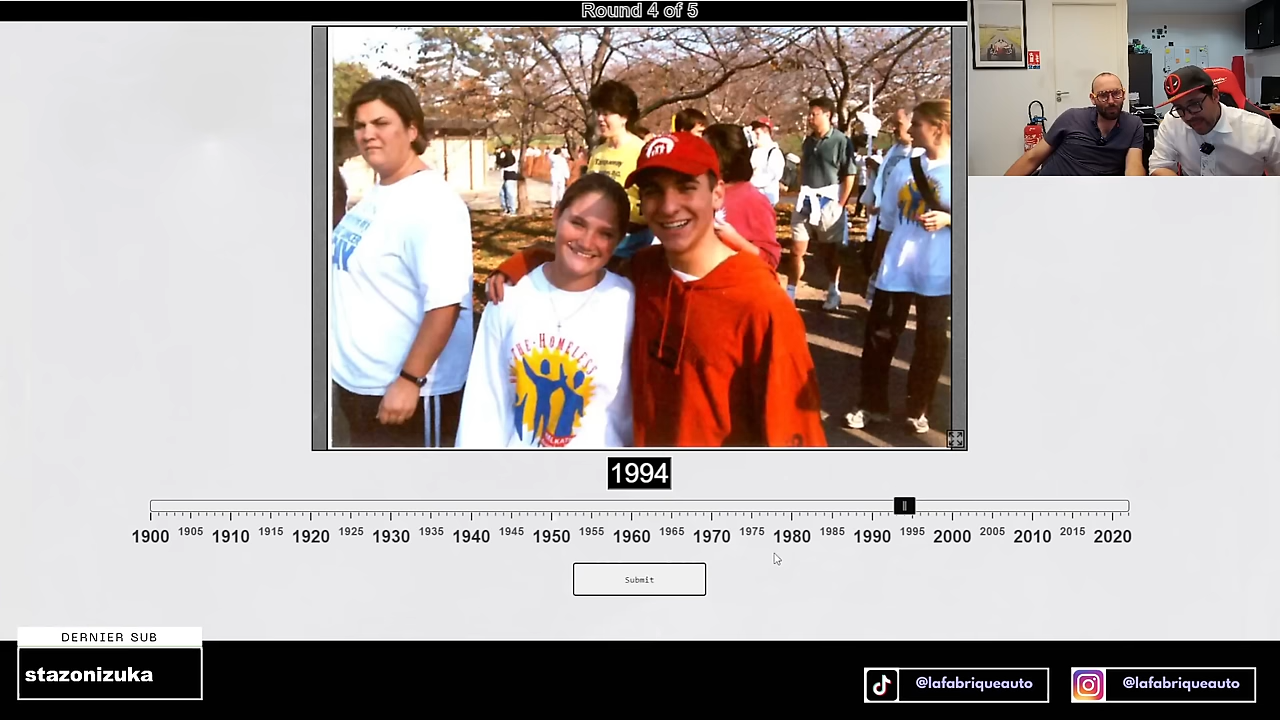 Round 4 of 5
THE HOMELESS
1994
1900 1905 1910 1915 1920 1925 1930 1935 1940 1945 1950 1955 1960 1965 1970 1975 1980 1985 1990 1995 2000 2005 2010 2015 2020
Submit
DERNIER SUB
stazonizuka
@lafabriqueauto
@lafabriqueauto